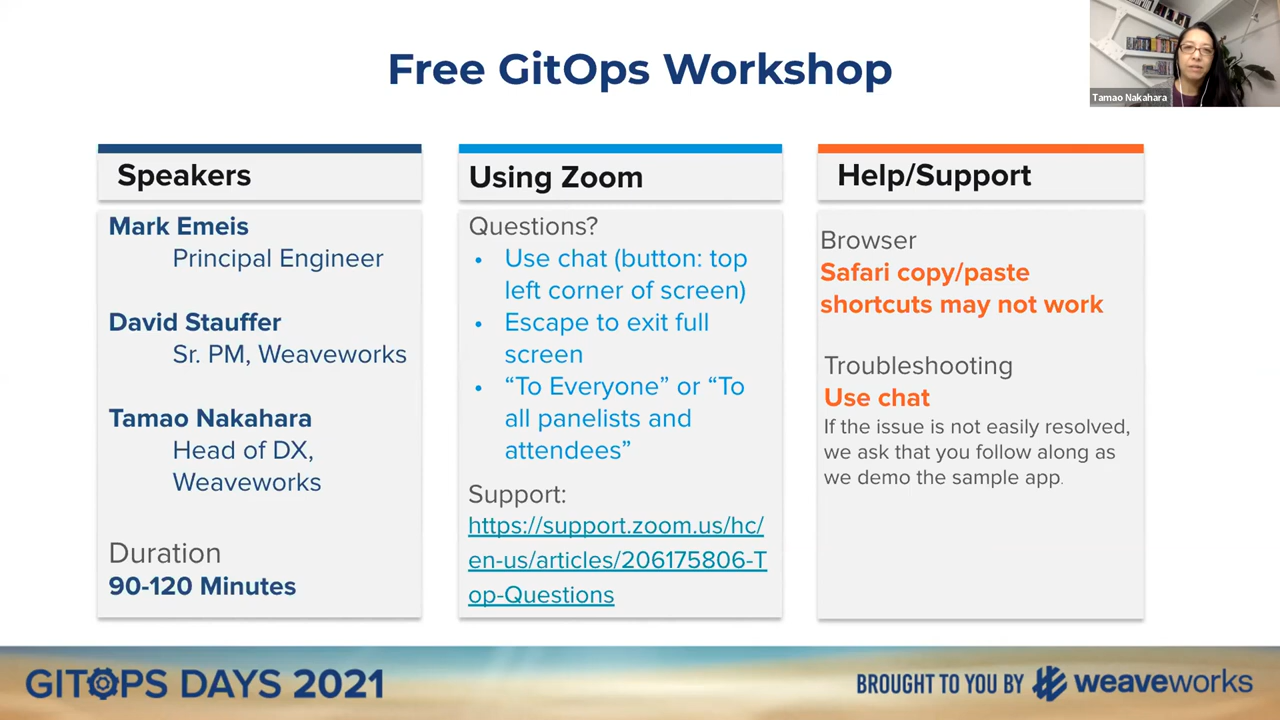 Free GitOps Workshop
Tamao Nakahara
Speakers
Mark Emeis
Principal Engineer
David Stauffer
Sr. PM, Weaveworks
Tamao Nakahara
Head of DX,
Weaveworks
Duration
90-120 Minutes
Using Zoom
Questions?
• Use chat (button: top
left corner of screen)
• Escape to exit full
screen
• “To Everyone” or “To
all panelists and
attendees”
Support:
https://support.zoom.us/hc/
en-us/articles/206175806-T
op-Questions
Help/Support
Browser
Safari copy/paste
shortcuts may not work
Troubleshooting
Use chat
If the issue is not easily resolved,
we ask that you follow along as
we demo the sample app.
GITOPS DAYS 2021
BROUGHT TO YOU BY weaveworks